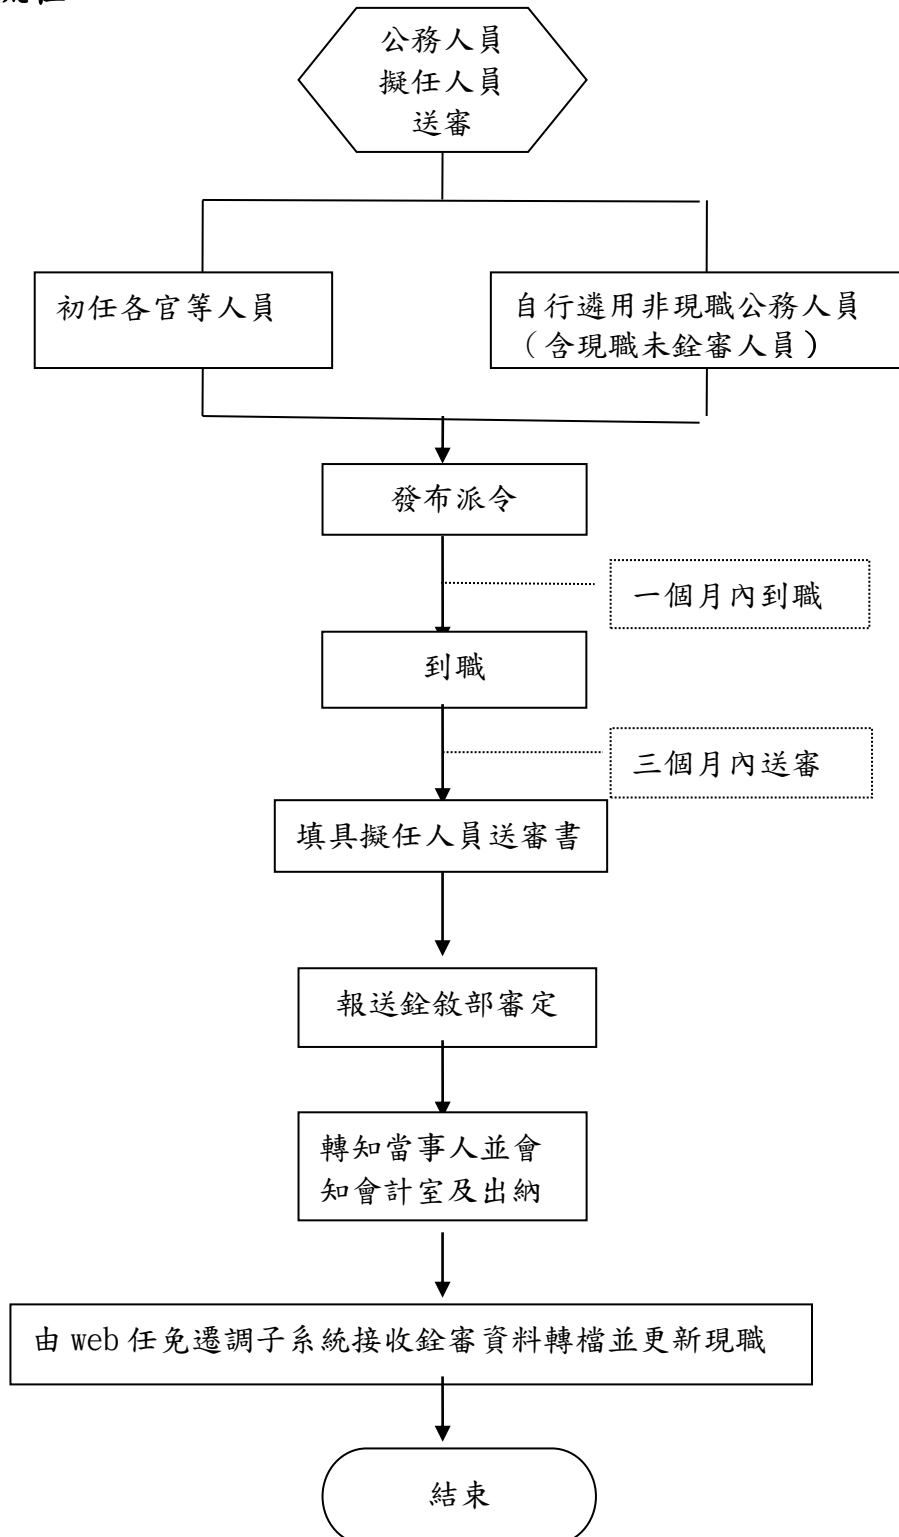 公務人員
擬任人員
送審
初任各官等人員
自行遴用非現職公務人員
（含現職未銓審人員）
發布派令
一個月內到職
到職
三個月內送審
填具擬任人員送審書
報送銓敘部審定
轉知當事人並會
知會計室及出納
由 web 任免遷調子系統接收銓審資料轉檔並更新現職
結束